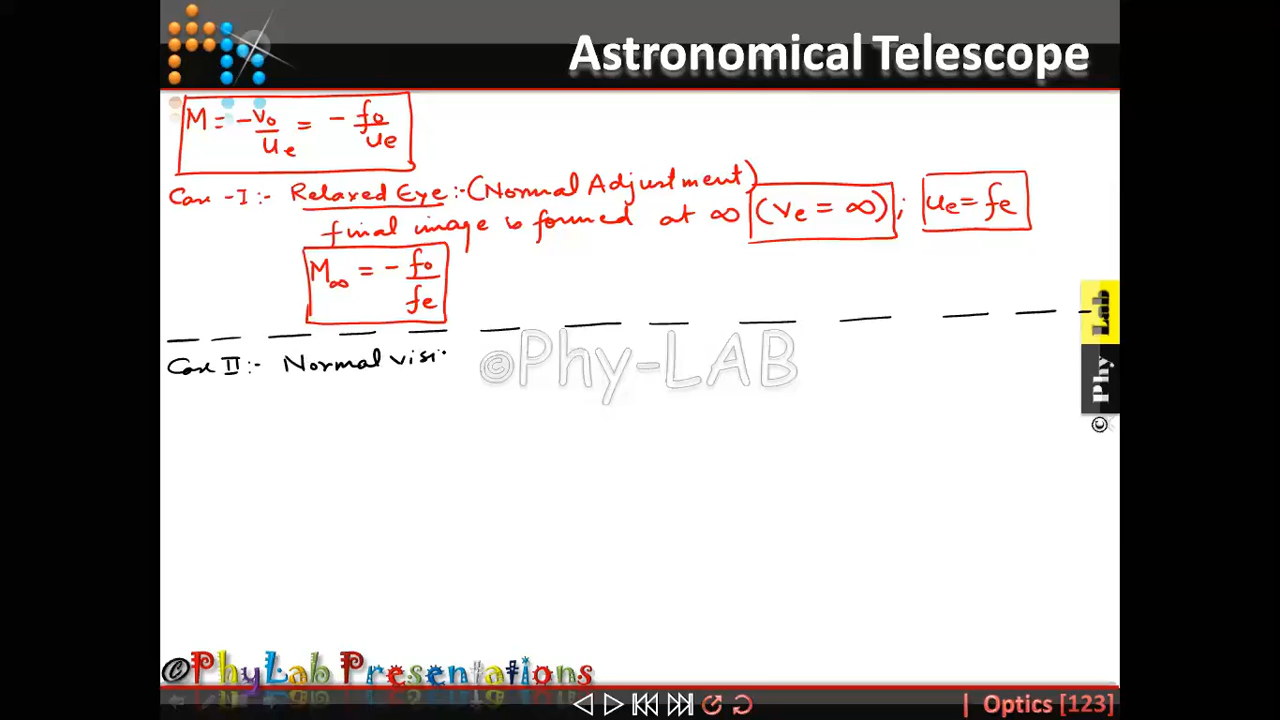 Astronomical Telescope
M = -v₀/uₑ = - f₀/uₑ
Case -I :- Relaxed Eye :- (Normal Adjustment)
final image is formed at ∞ (vₑ = ∞) ; uₑ = fₑ
M∞ = - f₀/fₑ
Case II :- Normal visi
©Phy-LAB
© Phy Lab
©PhyLab Presentations
| Optics [123]